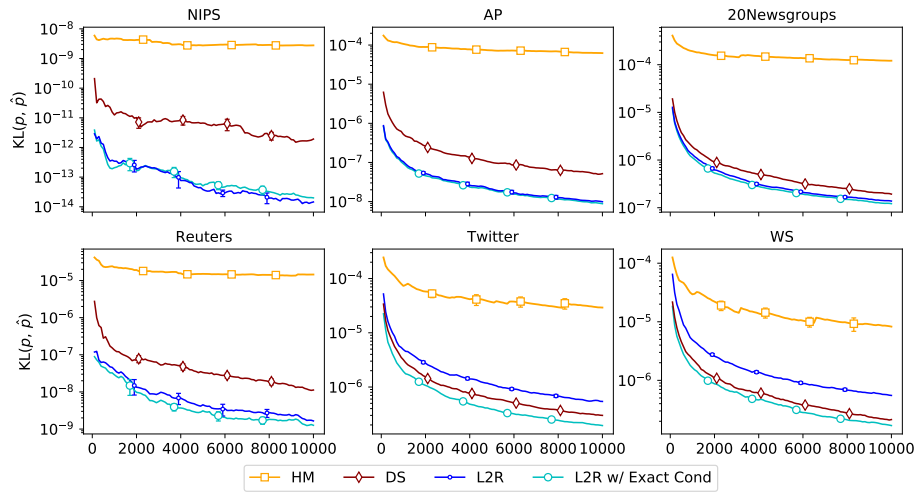 NIPS
AP
20Newsgroups
KL(p, p̂)
10⁻⁸
10⁻⁹
10⁻¹⁰
10⁻¹¹
10⁻¹²
10⁻¹³
10⁻¹⁴
10⁻⁴
10⁻⁵
10⁻⁶
10⁻⁷
10⁻⁸
10⁻⁴
10⁻⁵
10⁻⁶
10⁻⁷
Reuters
Twitter
WS
KL(p, p̂)
10⁻⁵
10⁻⁶
10⁻⁷
10⁻⁸
10⁻⁹
10⁻⁴
10⁻⁵
10⁻⁶
10⁻⁴
10⁻⁵
10⁻⁶
0 2000 4000 6000 8000 10000
0 2000 4000 6000 8000 10000
0 2000 4000 6000 8000 10000
HM DS L2R L2R w/ Exact Cond